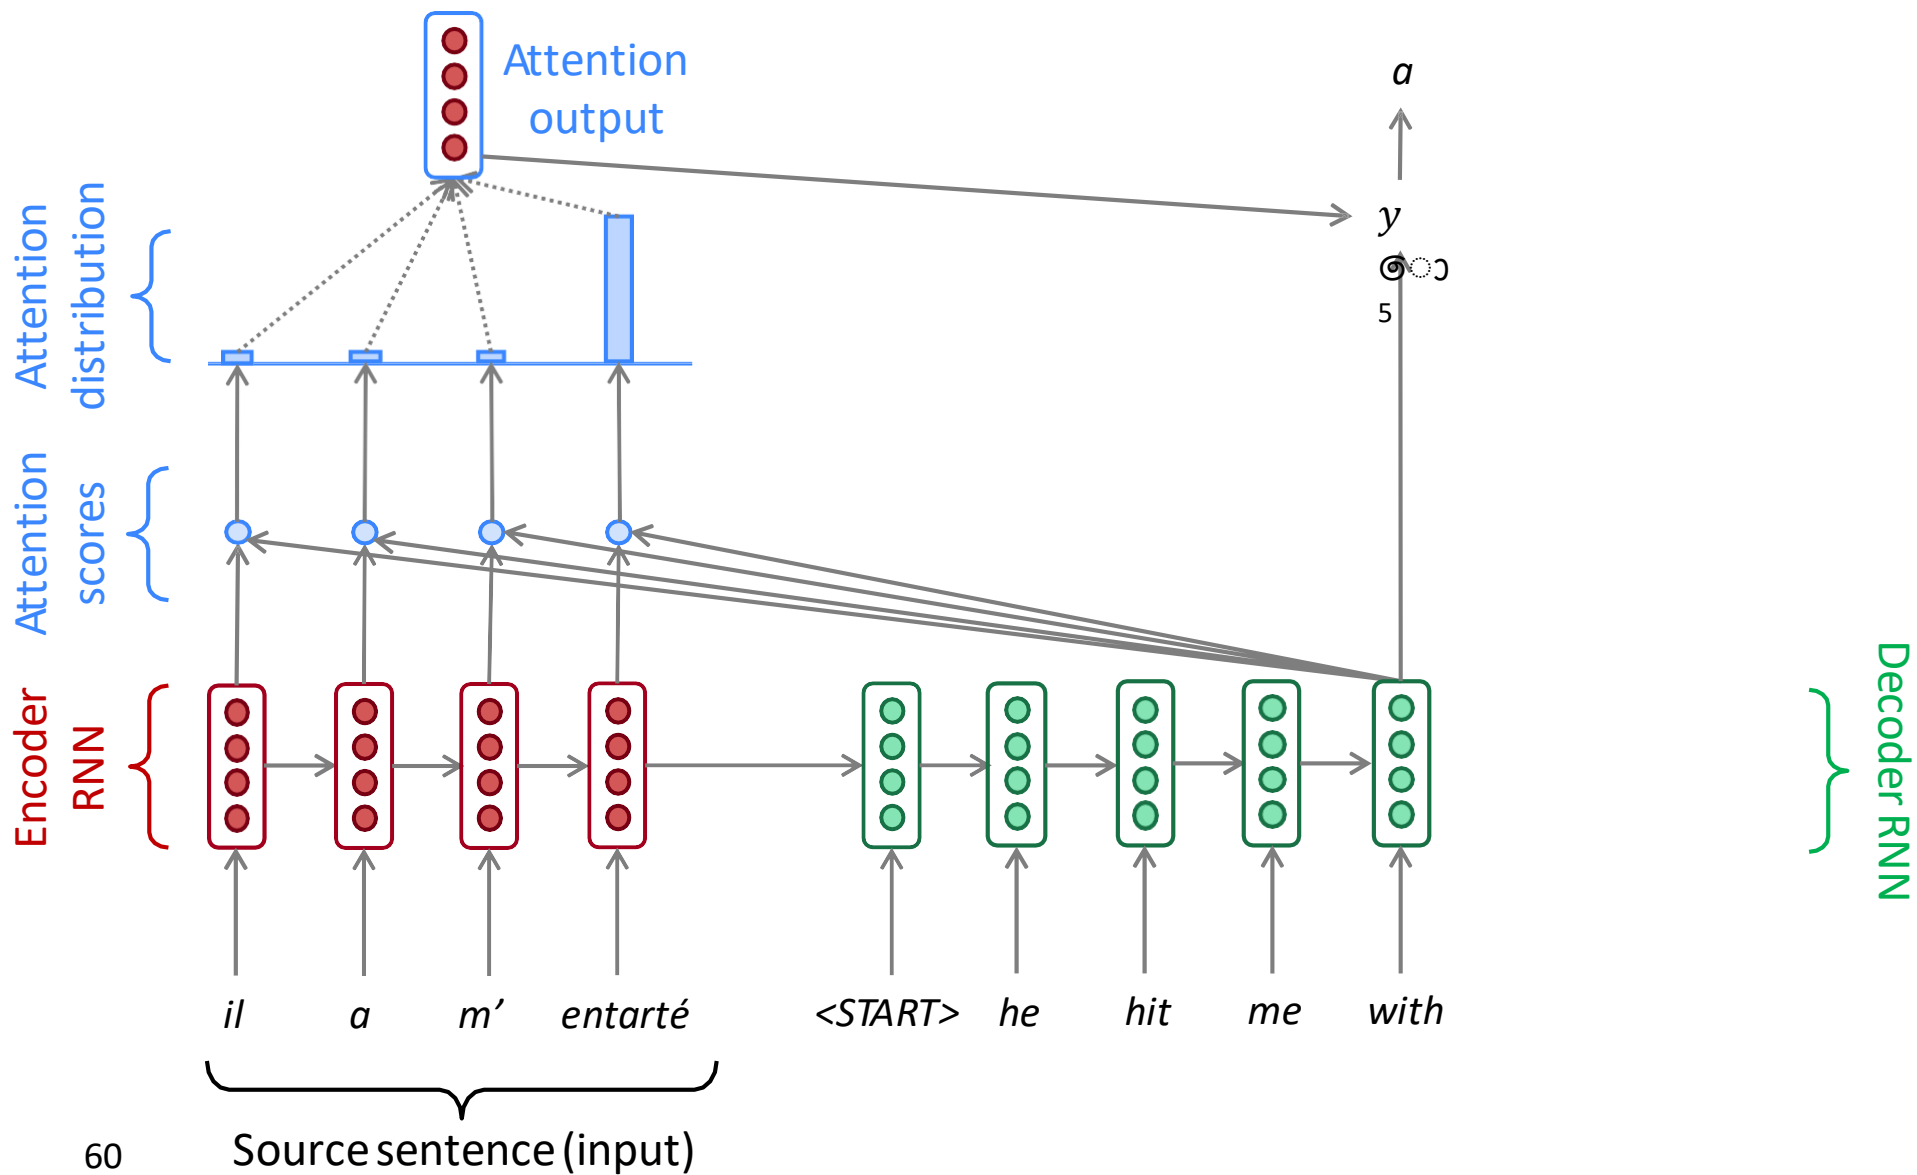 Attention
output
a
Attention
distribution
y
5
Attention
scores
Encoder
RNN
Decoder RNN
il a m’ entarté <START> he hit me with
Source sentence (input)
60